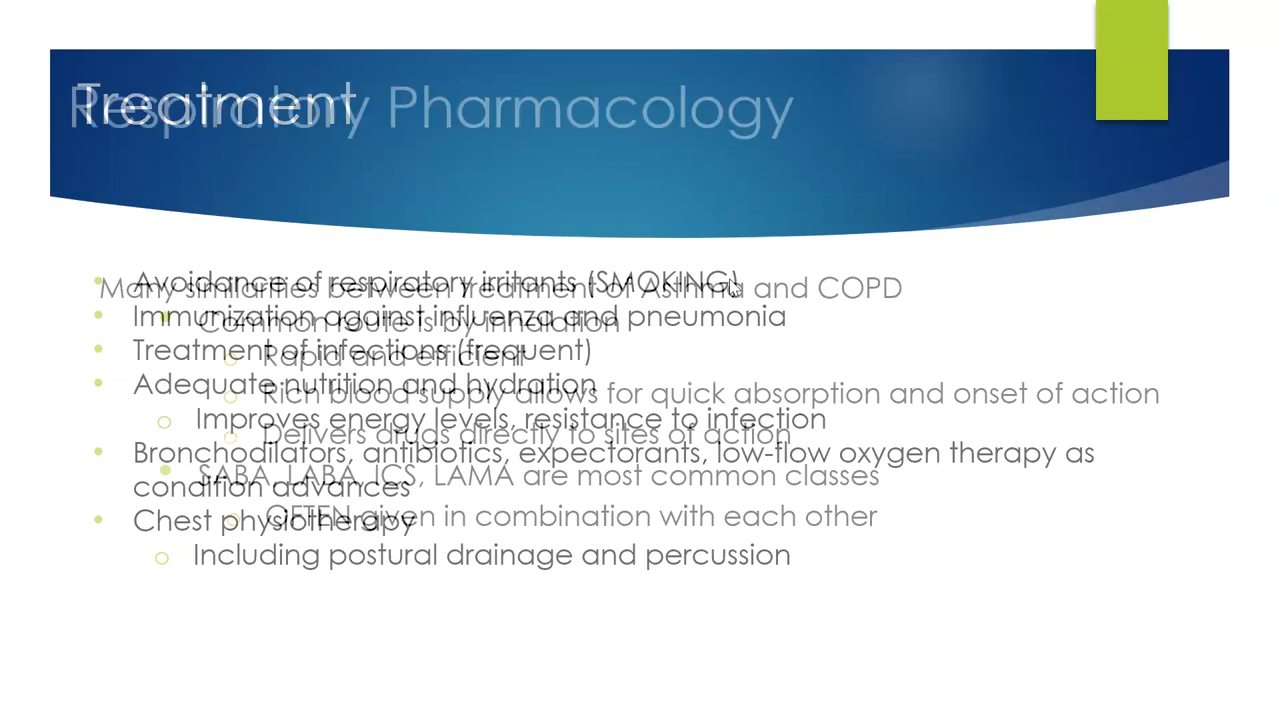 Treatment
Avoidance of respiratory irritants (SMOKING)
Immunization against influenza and pneumonia
Treatment of infections (frequent)
Adequate nutrition and hydration
Improves energy levels, resistance to infection
Bronchodilators, antibiotics, expectorants, low-flow oxygen therapy as
condition advances
Chest physiotherapy
Including postural drainage and percussion
Respiratory Pharmacology
Many similarities between treatment of Asthma and COPD
Common route is by inhalation
Rapid and efficient
Rich blood supply allows for quick absorption and onset of action
Delivers drugs directly to sites of action
SABA, LABA, ICS, LAMA are most common classes
OFTEN given in combination with each other